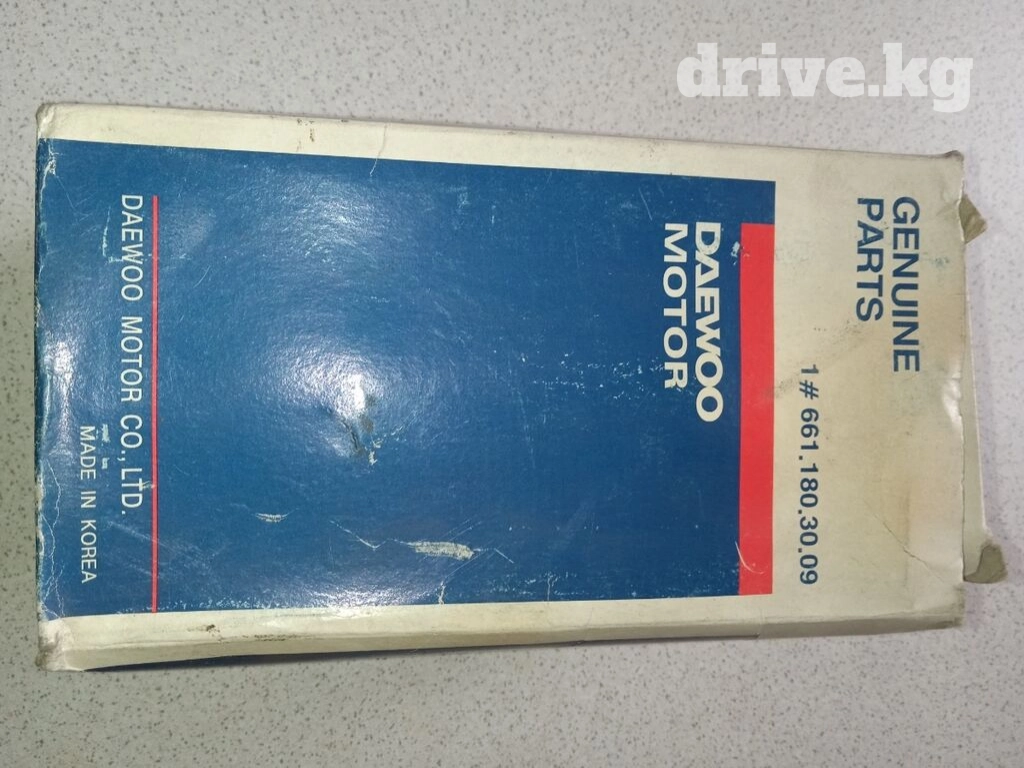 drive.kg
GENUINE
PARTS
1# 661.180.30.09
DAEWOO
MOTOR
DAEWOO MOTOR CO., LTD.
MADE IN KOREA